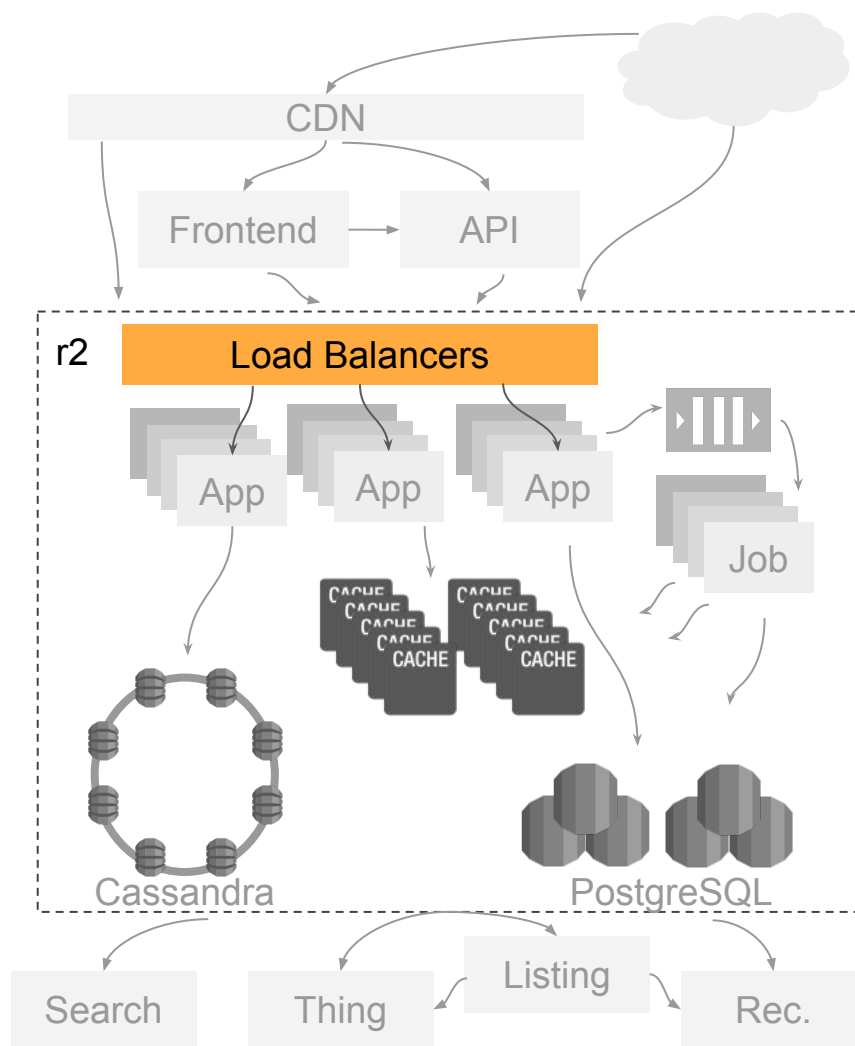 CDN
Frontend
API
r2
Load Balancers
App
App
App
Job
CACHE
CACHE
CACHE
CACHE
CACHE
CACHE
CACHE
CACHE
CACHE
CACHE
Cassandra
PostgreSQL
Search
Thing
Listing
Rec.